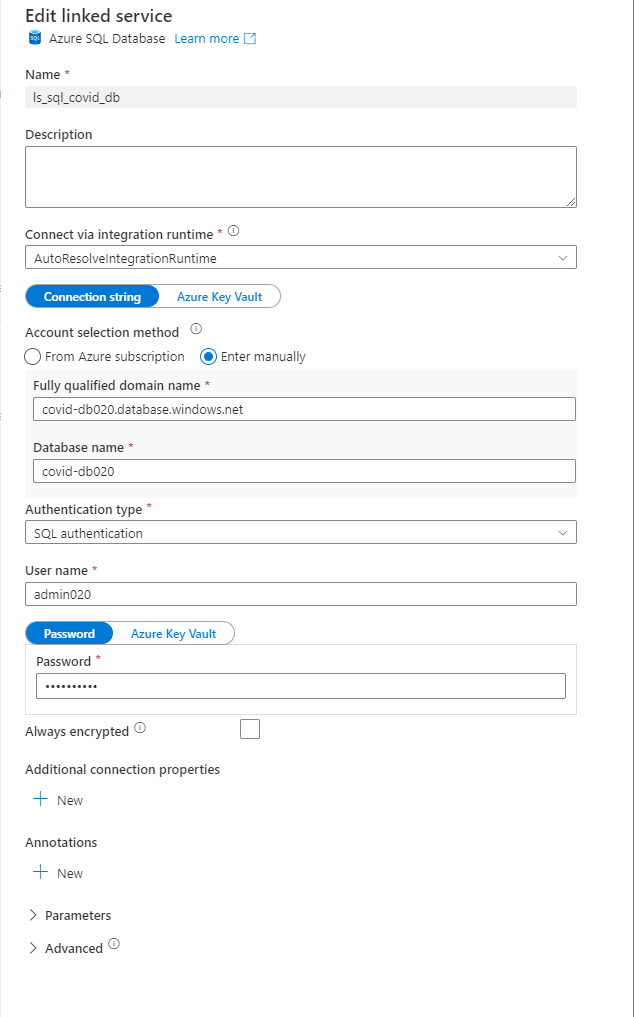 Edit linked service
SQL Azure SQL Database Learn more
Name *
ls_sql_covid_db
Description
Connect via integration runtime *
AutoResolveIntegrationRuntime
Connection string Azure Key Vault
Account selection method
From Azure subscription Enter manually
Fully qualified domain name *
covid-db020.database.windows.net
Database name *
covid-db020
Authentication type *
SQL authentication
User name *
admin020
Password Azure Key Vault
Password *
••••••••••
Always encrypted
Additional connection properties
+ New
Annotations
+ New
Parameters
Advanced